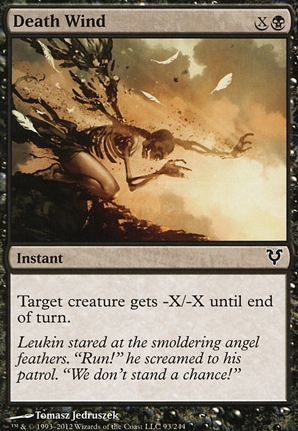 Death Wind X
Instant
Target creature gets -X/-X until end
of turn.
Leukin stared at the smoldering angel
feathers. “Run!” he screamed to his
patrol. “We don’t stand a chance!”
Tomasz Jedruszek
™ & © 1993–2012 Wizards of the Coast LLC 93/244